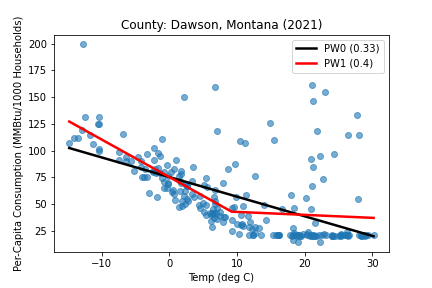 County: Dawson, Montana (2021)
Per-Capita Consumption (MMBtu/1000 Households)
200
175
150
125
100
75
50
25
PW0 (0.33)
PW1 (0.4)
−10
0
10
20
30
Temp (deg C)